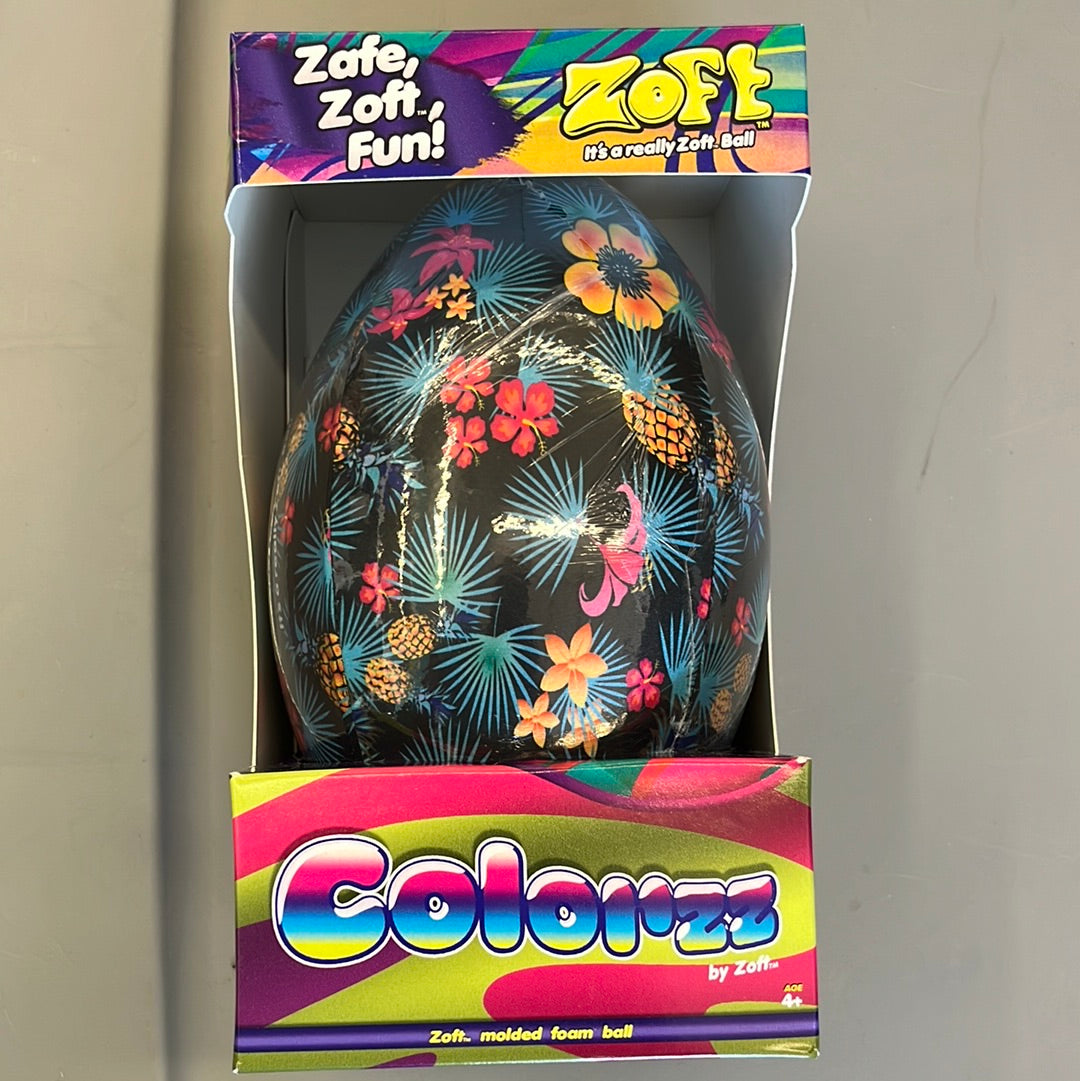 Zafe,
Zoft™,
Fun!
Zoft™
It's a really Zoft™ Ball
Colorzz
by Zoft™
AGE
4+
Zoft™ molded foam ball